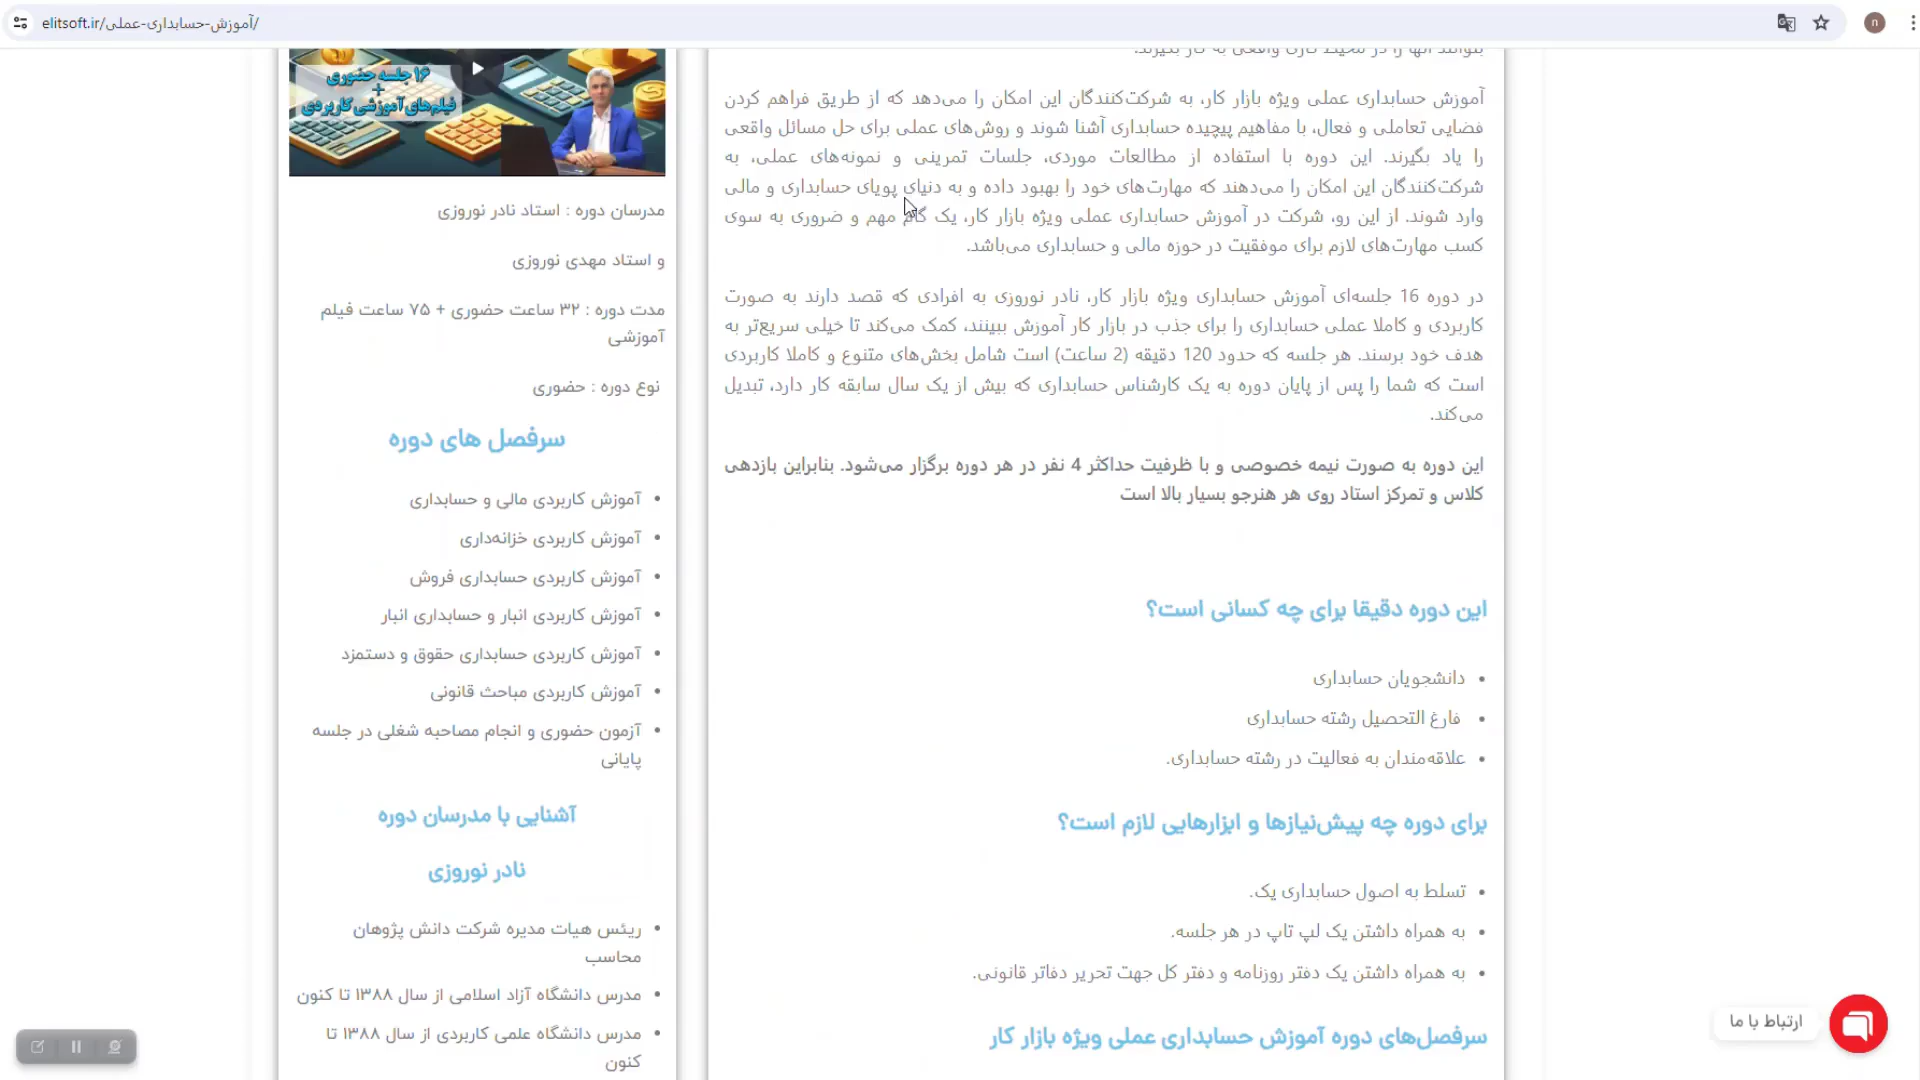 elitsoft.ir/آموزش-حسابداری-عملی/
n
آموزش حسابداری عملی ویژه بازار کار، به شرکت‌کنندگان این امکان را می‌دهد که از طریق فراهم کردن
فضایی تعاملی و فعال، با مفاهیم پیچیده حسابداری آشنا شوند و روش‌های عملی برای حل مسائل واقعی
را یاد بگیرند. این دوره با استفاده از مطالعات موردی، جلسات تمرینی و نمونه‌های عملی، به
شرکت‌کنندگان این امکان را می‌دهند که مهارت‌های خود را بهبود داده و به دنیای پویای حسابداری و مالی
وارد شوند. از این رو، شرکت در آموزش حسابداری عملی ویژه بازار کار، یک گام مهم و ضروری به سوی
کسب مهارت‌های لازم برای موفقیت در حوزه مالی و حسابداری می‌باشد.
در دوره 16 جلسه‌ای آموزش حسابداری ویژه بازار کار، نادر نوروزی به افرادی که قصد دارند به صورت
کاربردی و کاملا عملی حسابداری را برای جذب در بازار کار آموزش ببینند، کمک می‌کند تا خیلی سریع‌تر به
هدف خود برسند. هر جلسه که حدود 120 دقیقه (2 ساعت) است شامل بخش‌های متنوع و کاملا کاربردی
است که شما را پس از پایان دوره به یک کارشناس حسابداری که بیش از یک سال سابقه کار دارد، تبدیل
می‌کند.
این دوره به صورت نیمه خصوصی و با ظرفیت حداکثر 4 نفر در هر دوره برگزار می‌شود. بنابراین بازدهی
کلاس و تمرکز استاد روی هر هنرجو بسیار بالا است
این دوره دقیقا برای چه کسانی است؟
• دانشجویان حسابداری
• فارغ التحصیل رشته حسابداری
• علاقه‌مندان به فعالیت در رشته حسابداری.
برای دوره چه پیش‌نیازها و ابزارهایی لازم است؟
• تسلط به اصول حسابداری یک.
• به همراه داشتن یک لپ تاپ در هر جلسه.
• به همراه داشتن یک دفتر روزنامه و دفتر کل جهت تحریر دفاتر قانونی.
سرفصل‌های دوره آموزش حسابداری عملی ویژه بازار کار
۱۶ جلسه حضوری
+
فیلم‌های آموزشی کاربردی
مدرسان دوره : استاد نادر نوروزی
و استاد مهدی نوروزی
مدت دوره : ۳۲ ساعت حضوری + ۷۵ ساعت فیلم
آموزشی
نوع دوره : حضوری
سرفصل های دوره
• آموزش کاربردی مالی و حسابداری
• آموزش کاربردی خزانه‌داری
• آموزش کاربردی حسابداری فروش
• آموزش کاربردی انبار و حسابداری انبار
• آموزش کاربردی حسابداری حقوق و دستمزد
• آموزش کاربردی مباحث قانونی
• آزمون حضوری و انجام مصاحبه شغلی در جلسه
پایانی
آشنایی با مدرسان دوره
نادر نوروزی
• ریئس هیات مدیره شرکت دانش پژوهان
محاسب
• مدرس دانشگاه آزاد اسلامی از سال ۱۳۸۸ تا کنون
• مدرس دانشگاه علمی کاربردی از سال ۱۳۸۸ تا
کنون
ارتباط با ما